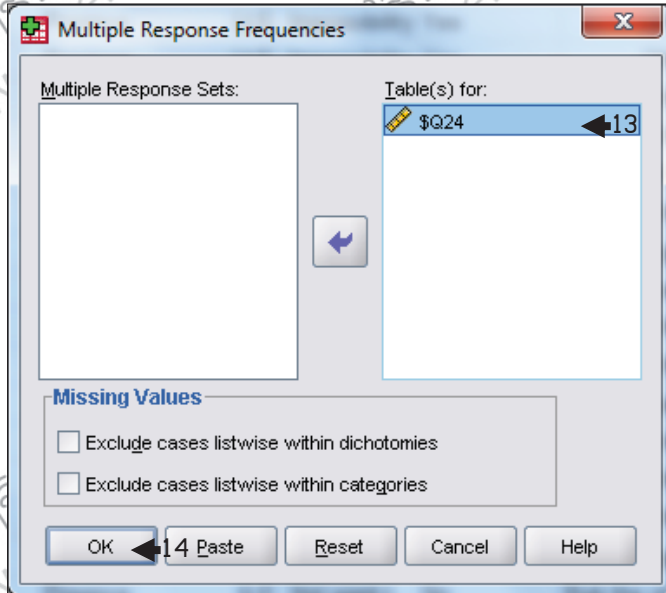 Multiple Response Frequencies
Multiple Response Sets:
Table(s) for:
$Q24
13
Missing Values
Exclude cases listwise within dichotomies
Exclude cases listwise within categories
OK 14 Paste Reset Cancel Help